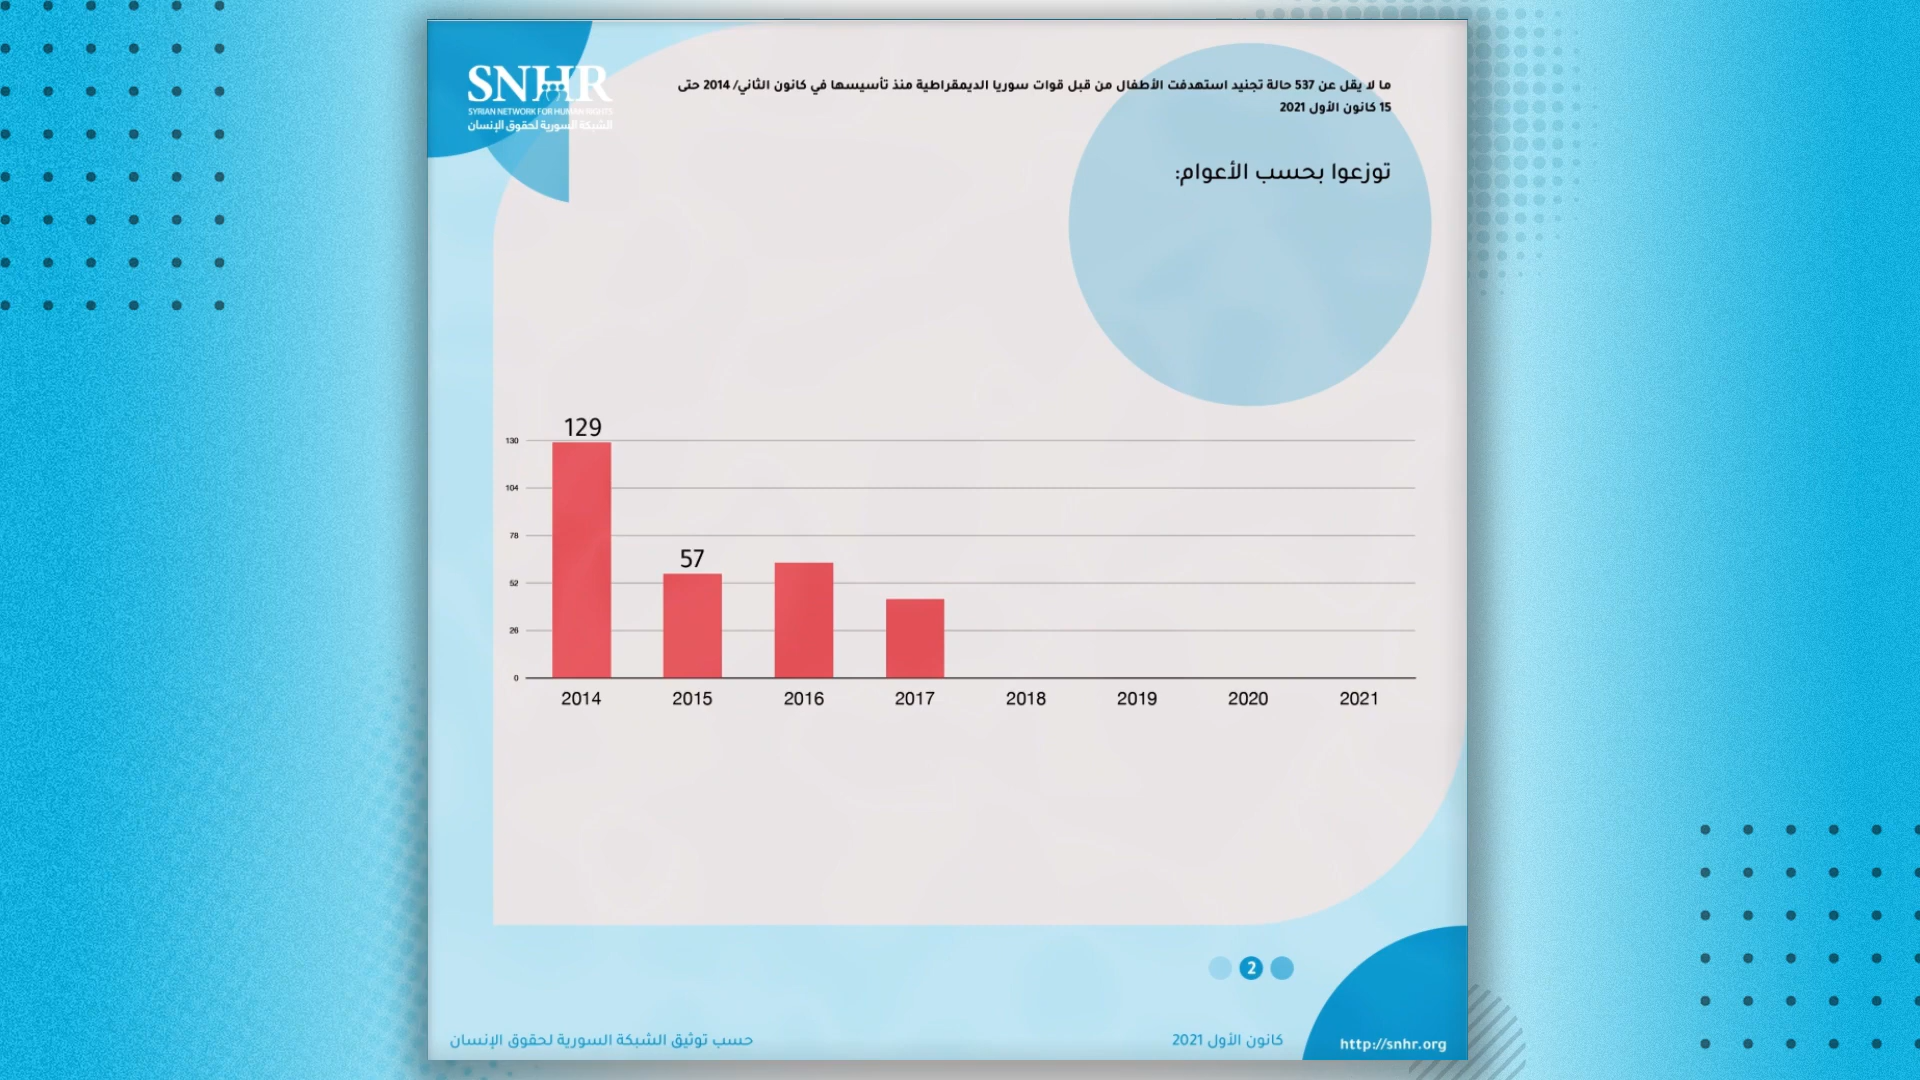 SNHR
SYRIAN NETWORK FOR HUMAN RIGHTS
الشبكة السورية لحقوق الإنسان
ما لا يقل عن 537 حالة تجنيد استهدفت الأطفال من قبل قوات سوريا الديمقراطية منذ تأسيسها في كانون الثاني/ 2014 حتى
15 كانون الأول 2021
توزعوا بحسب الأعوام:
129
57
130
104
78
52
26
0
2014 2015 2016 2017 2018 2019 2020 2021
2
حسب توثيق الشبكة السورية لحقوق الإنسان
كانون الأول 2021
http://snhr.org